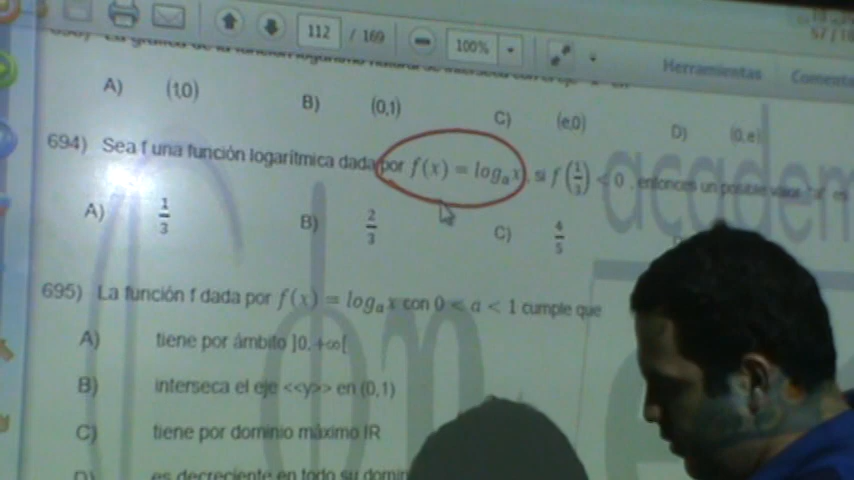 112 / 169 100% Herramientas
A) (1,0) B) (0,1) C) (e,0) D) (0,e)
694) Sea f una función logarítmica dada por f(x) = logₐ x, si f(1/3) < 0, entonces un posible valor "a" es
A) 1/3 B) 2/3 C) 4/5
695) La función f dada por f(x) = logₐ x con 0 < a < 1 cumple que
A) tiene por ámbito ]0, +∞[
B) interseca el eje <<y>> en (0,1)
C) tiene por dominio máximo IR
D) es decreciente en todo su